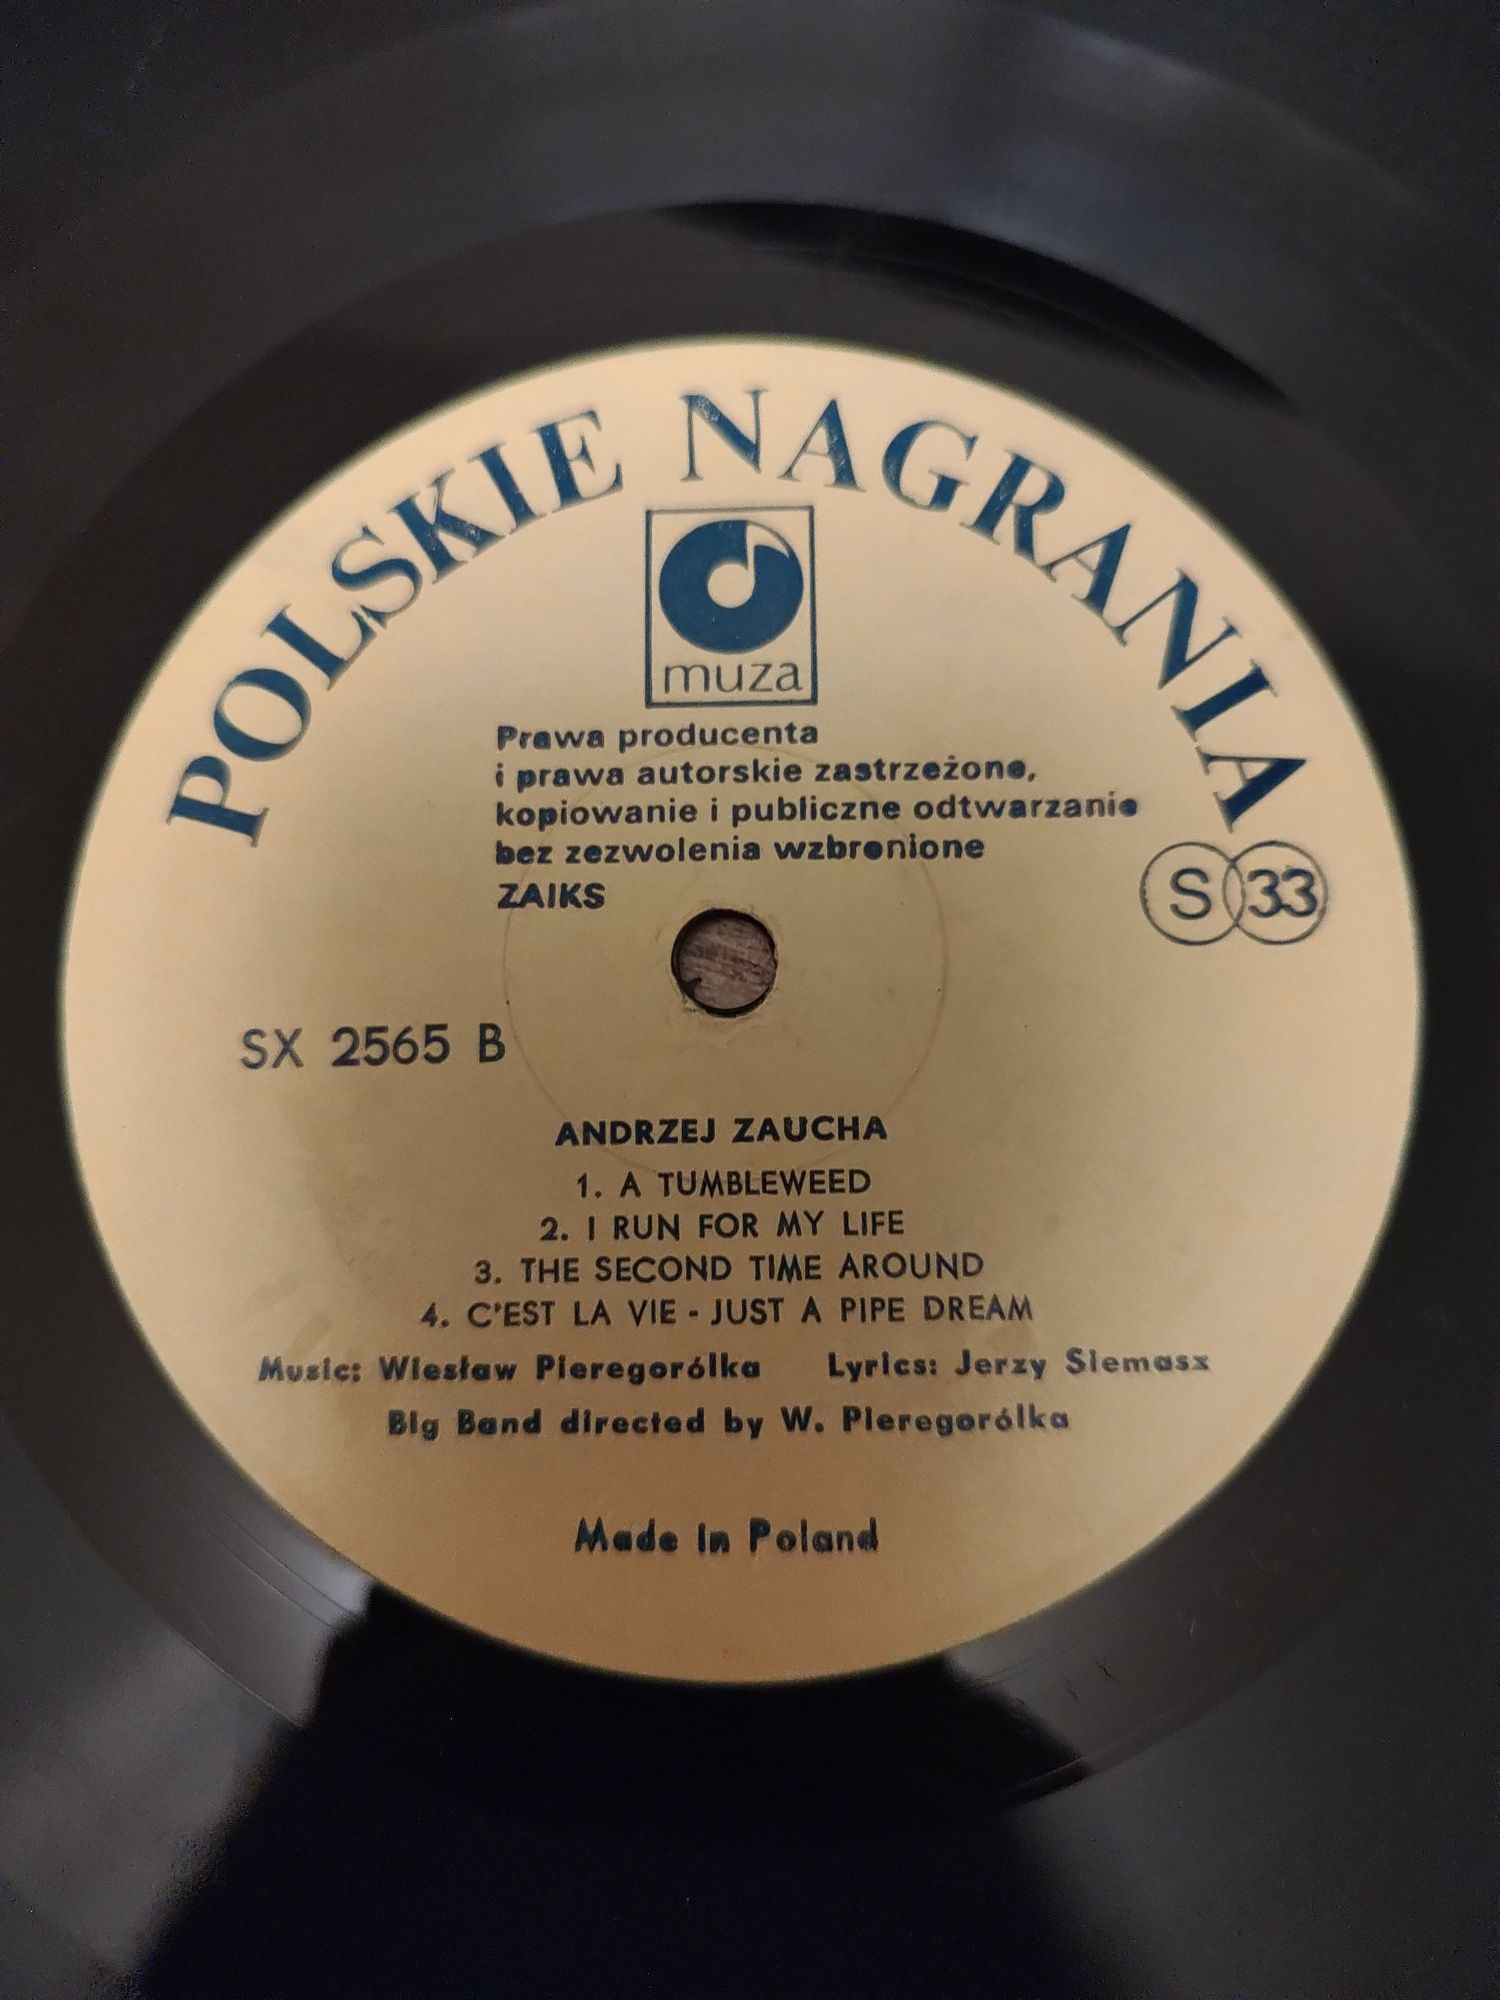 POLSKIE NAGRANIA
muza
Prawa producenta
i prawa autorskie zastrzeżone,
kopiowanie i publiczne odtwarzanie
bez zezwolenia wzbronione
ZAIKS
S 33
SX 2565 B
ANDRZEJ ZAUCHA
1. A TUMBLEWEED
2. I RUN FOR MY LIFE
3. THE SECOND TIME AROUND
4. C'EST LA VIE - JUST A PIPE DREAM
Music: Wiesław Pieregorólka Lyrics: Jerzy Siemasx
Big Band directed by W. Pieregorólka
Made in Poland